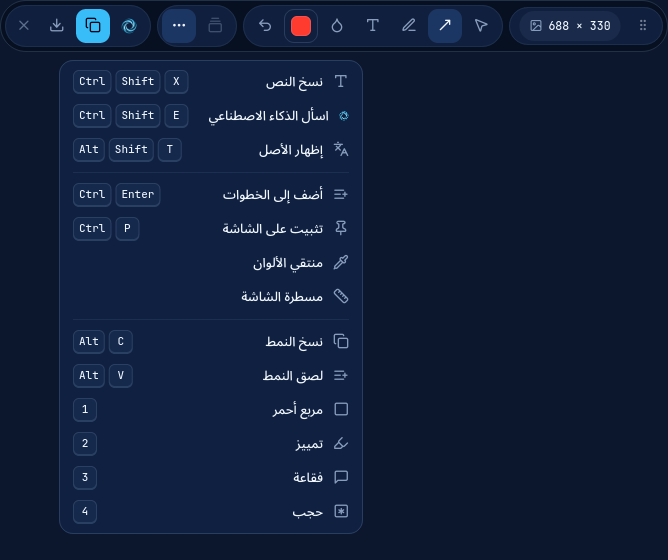 688 × 330
نسخ النص Ctrl Shift X
اسأل الذكاء الاصطناعي Ctrl Shift E
إظهار الأصل Alt Shift T
أضف إلى الخطوات Ctrl Enter
تثبيت على الشاشة Ctrl P
منتقي الألوان
مسطرة الشاشة
نسخ النمط Alt C
لصق النمط Alt V
مربع أحمر 1
تمييز 2
فقاعة 3
حجب 4